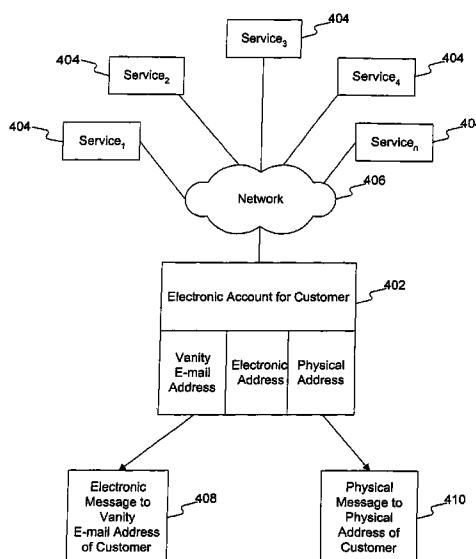 404
Service3
404
Service2
404
Service4
404
Service1
404
Servicen
Network
406
Electronic Account for Customer
402
Vanity
E-mail
Address
Electronic
Address
Physical
Address
Electronic
Message to
Vanity
E-mail Address
of Customer
408
Physical
Message to
Physical
Address of
Customer
410